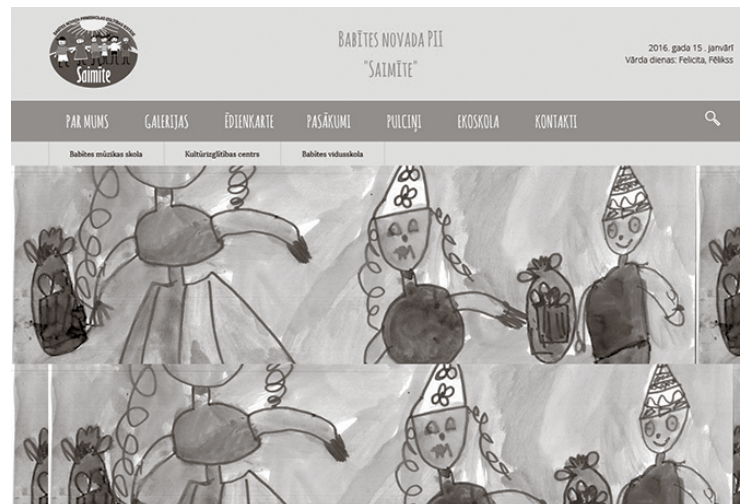 Saimīte
BABĪTES NOVADA PII
"SAIMĪTE"
2016. gada 15 . janvārī
Vārda dienas: Felicita, Fēlikss
PAR MUMS GALERIJAS ĒDIENKARTE PASĀKUMI PULCIŅI EKOSKOLA KONTAKTI
Babītes mūzikas skola Kultūrizglītības centrs Babītes vidusskola